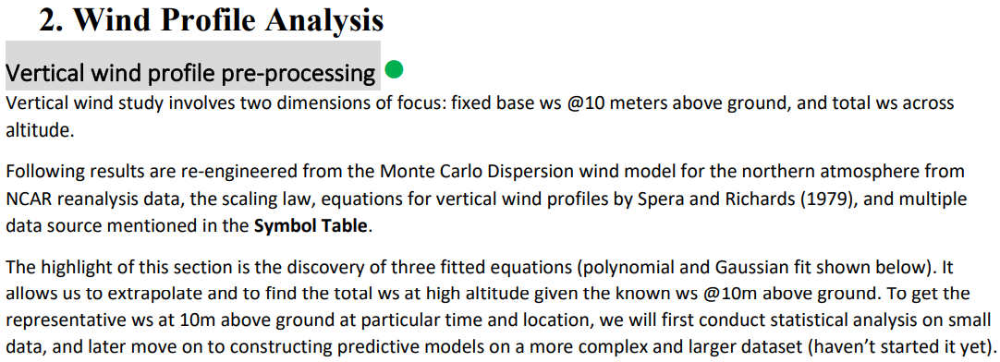 2. Wind Profile Analysis
Vertical wind profile pre-processing
Vertical wind study involves two dimensions of focus: fixed base ws @10 meters above ground, and total ws across
altitude.
Following results are re-engineered from the Monte Carlo Dispersion wind model for the northern atmosphere from
NCAR reanalysis data, the scaling law, equations for vertical wind profiles by Spera and Richards (1979), and multiple
data source mentioned in the Symbol Table.
The highlight of this section is the discovery of three fitted equations (polynomial and Gaussian fit shown below). It
allows us to extrapolate and to find the total ws at high altitude given the known ws @10m above ground. To get the
representative ws at 10m above ground at particular time and location, we will first conduct statistical analysis on small
data, and later move on to constructing predictive models on a more complex and larger dataset (haven’t started it yet).